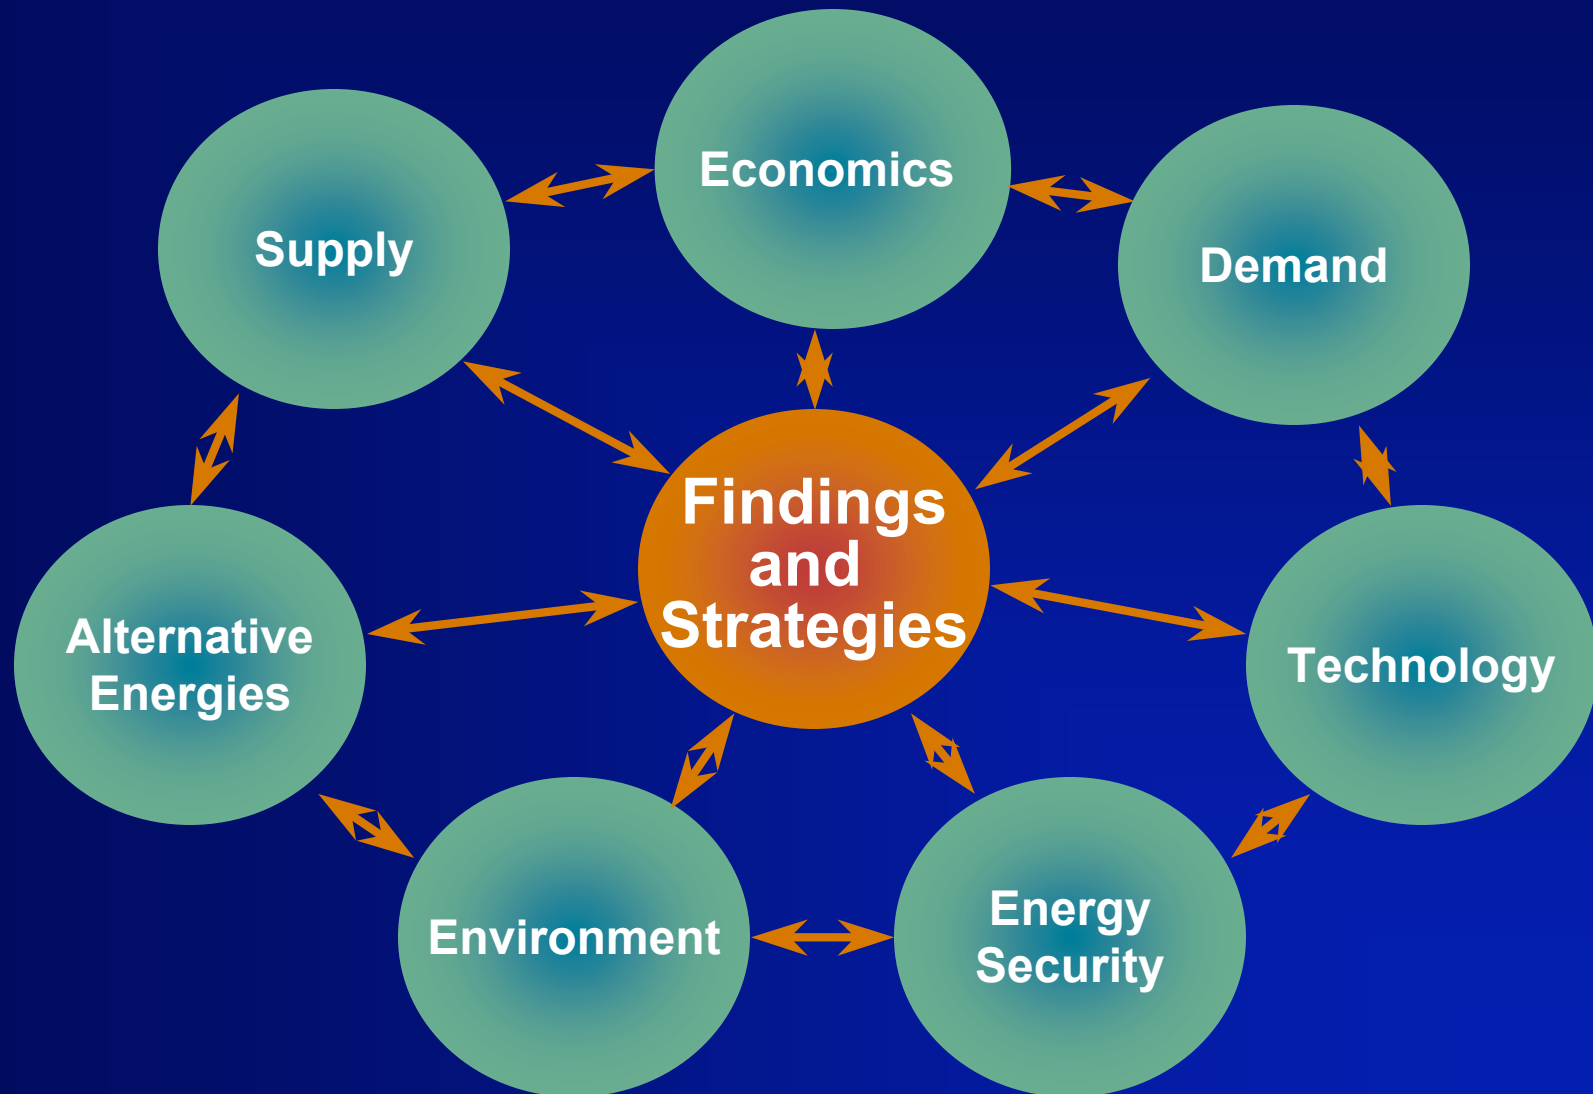 Economics
Supply
Demand
Findings
and
Strategies
Alternative
Energies
Technology
Environment
Energy
Security